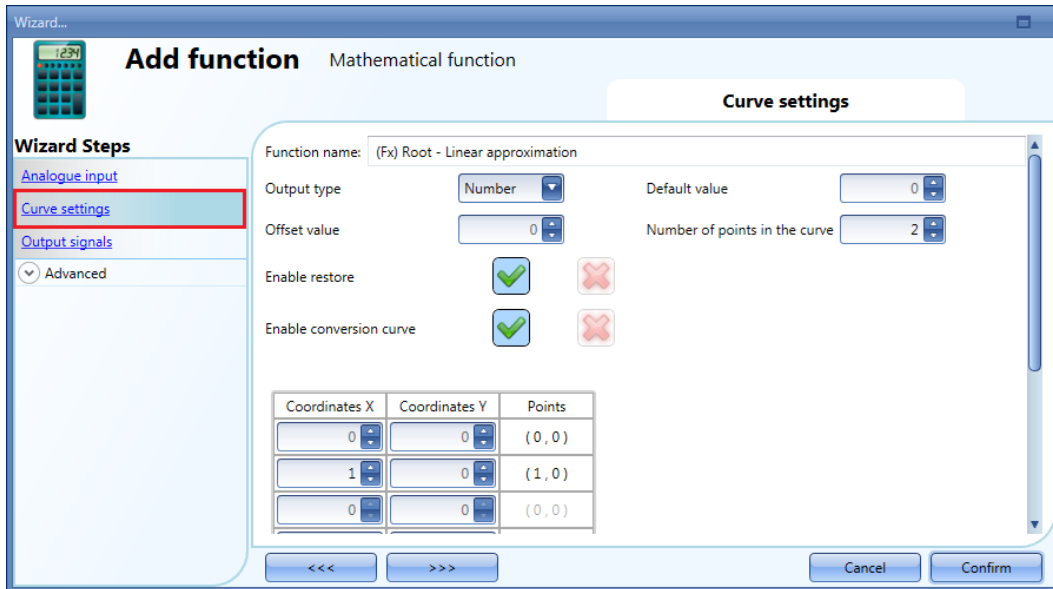 Wizard...
1234
Add function Mathematical function
Curve settings
Wizard Steps
Analogue input
Curve settings
Output signals
Advanced
Function name: (Fx) Root - Linear approximation
Output type Number Default value 0
Offset value 0 Number of points in the curve 2
Enable restore
Enable conversion curve
Coordinates X Coordinates Y Points
0 0 (0,0)
1 0 (1,0)
0 0 (0,0)
<<< >>> Cancel Confirm